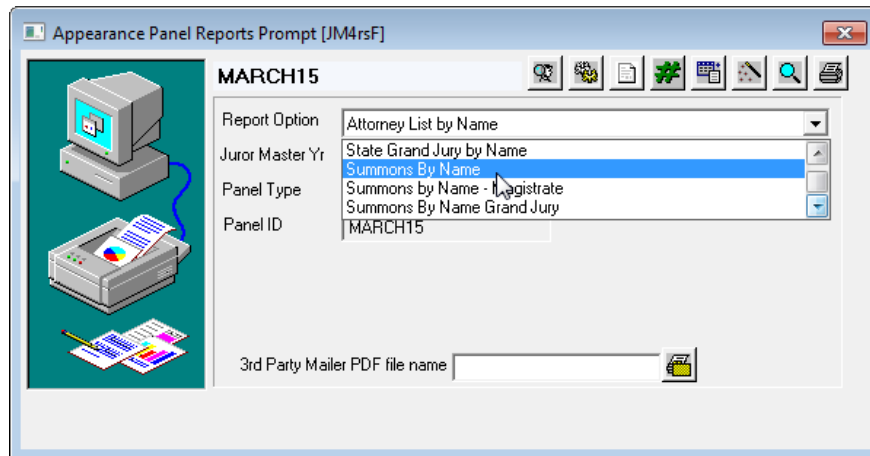 Appearance Panel Reports Prompt [JM4rsF]
MARCH15
Report Option Attorney List by Name
Juror Master Yr State Grand Jury by Name
Summons By Name
Panel Type Summons by Name - Magistrate
Summons By Name Grand Jury
Panel ID MARCH15
3rd Party Mailer PDF file name